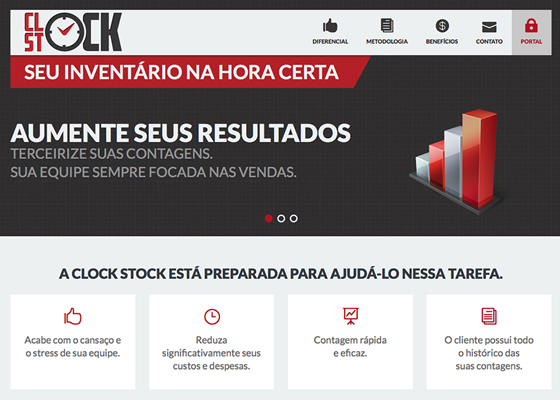 CL
ST OCK
DIFERENCIAL
METODOLOGIA
BENEFÍCIOS
CONTATO
PORTAL
SEU INVENTÁRIO NA HORA CERTA
AUMENTE SEUS RESULTADOS
TERCEIRIZE SUAS CONTAGENS.
SUA EQUIPE SEMPRE FOCADA NAS VENDAS.
A CLOCK STOCK ESTÁ PREPARADA PARA AJUDÁ-LO NESSA TAREFA.
Acabe com o cansaço e
o stress de sua equipe.
Reduza
significativamente seus
custos e despesas.
Contagem rápida
e eficaz.
O cliente possui todo
o histórico das
suas contagens.